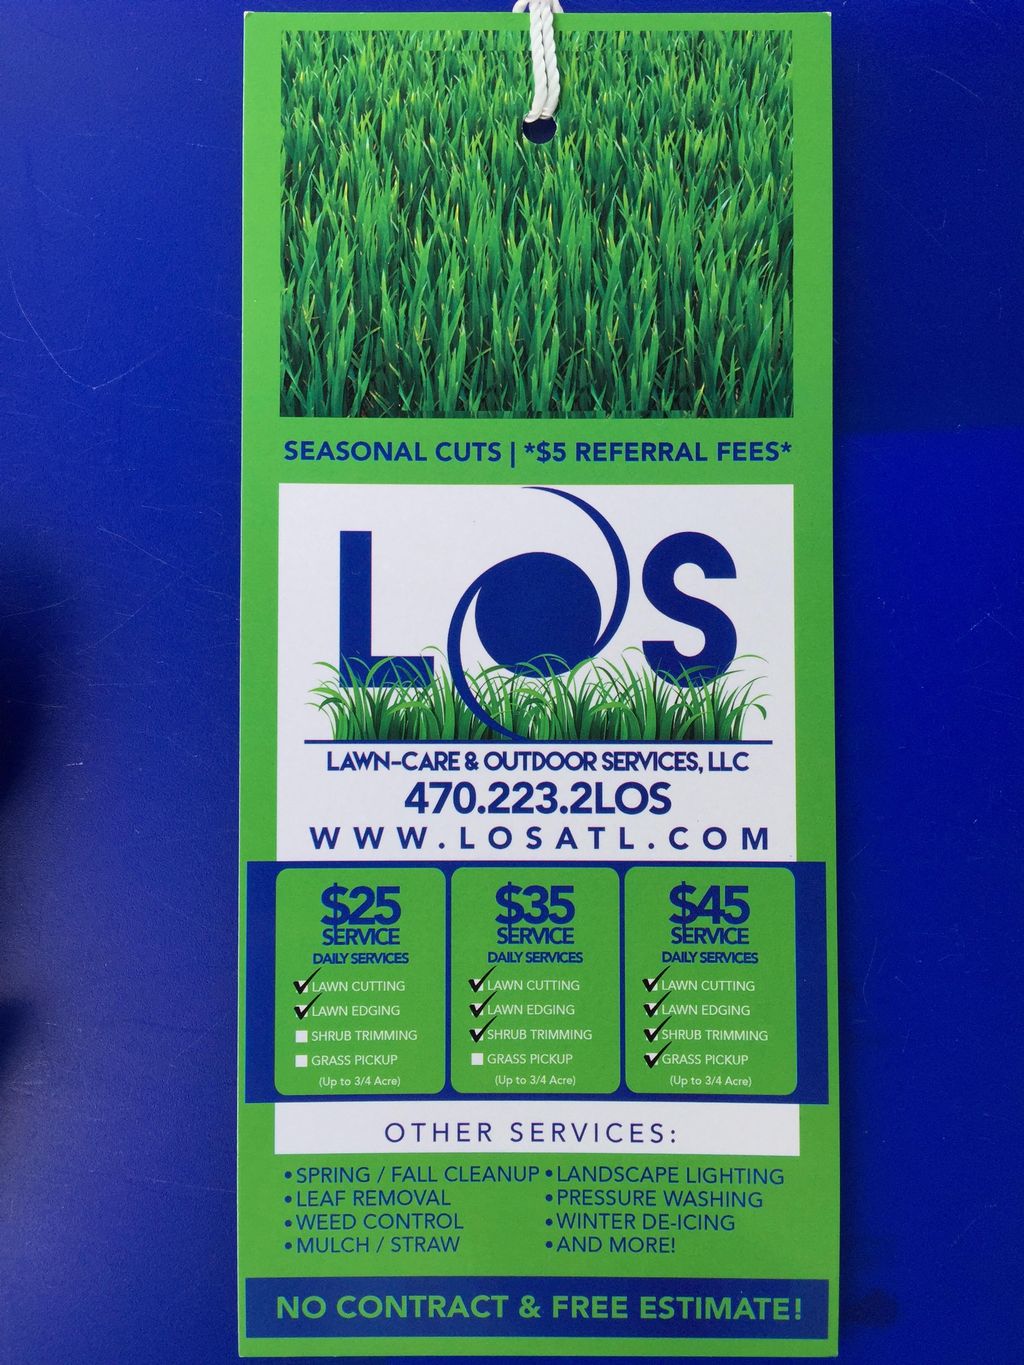 SEASONAL CUTS | *$5 REFERRAL FEES*
LOS
LAWN-CARE & OUTDOOR SERVICES, LLC
470.223.2LOS
WWW.LOSATL.COM
$25
SERVICE
DAILY SERVICES
LAWN CUTTING
LAWN EDGING
SHRUB TRIMMING
GRASS PICKUP
(Up to 3/4 Acre)
$35
SERVICE
DAILY SERVICES
LAWN CUTTING
LAWN EDGING
SHRUB TRIMMING
GRASS PICKUP
(Up to 3/4 Acre)
$45
SERVICE
DAILY SERVICES
LAWN CUTTING
LAWN EDGING
SHRUB TRIMMING
GRASS PICKUP
(Up to 3/4 Acre)
OTHER SERVICES:
• SPRING / FALL CLEANUP
• LEAF REMOVAL
• WEED CONTROL
• MULCH / STRAW
• LANDSCAPE LIGHTING
• PRESSURE WASHING
• WINTER DE-ICING
• AND MORE!
NO CONTRACT & FREE ESTIMATE!